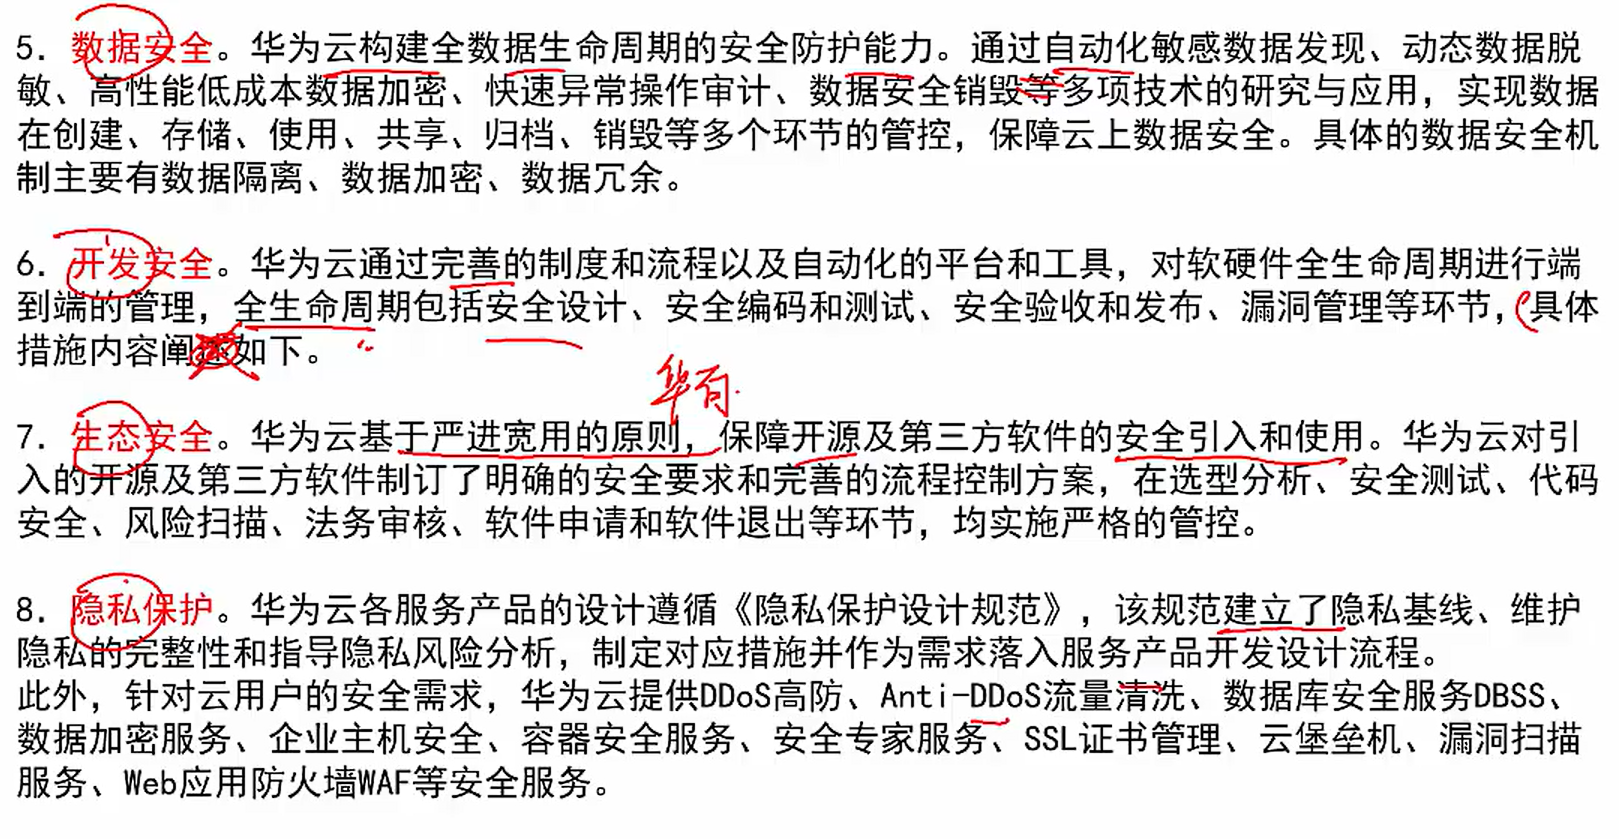 5. 数据安全。华为云构建全数据生命周期的安全防护能力。通过自动化敏感数据发现、动态数据脱
敏、高性能低成本数据加密、快速异常操作审计、数据安全销毁等多项技术的研究与应用，实现数据
在创建、存储、使用、共享、归档、销毁等多个环节的管控，保障云上数据安全。具体的数据安全机
制主要有数据隔离、数据加密、数据冗余。
6. 开发安全。华为云通过完善的制度和流程以及自动化的平台和工具，对软硬件全生命周期进行端
到端的管理，全生命周期包括安全设计、安全编码和测试、安全验收和发布、漏洞管理等环节，具体
措施内容阐述如下。
7. 生态安全。华为云基于严进宽用的原则，保障开源及第三方软件的安全引入和使用。华为云对引
入的开源及第三方软件制订了明确的安全要求和完善的流程控制方案，在选型分析、安全测试、代码
安全、风险扫描、法务审核、软件申请和软件退出等环节，均实施严格的管控。
8. 隐私保护。华为云各服务产品的设计遵循《隐私保护设计规范》，该规范建立了隐私基线、维护
隐私的完整性和指导隐私风险分析，制定对应措施并作为需求落入服务产品开发设计流程。
此外，针对云用户的安全需求，华为云提供DDoS高防、Anti-DDoS流量清洗、数据库安全服务DBSS、
数据加密服务、企业主机安全、容器安全服务、安全专家服务、SSL证书管理、云堡垒机、漏洞扫描
服务、Web应用防火墙WAF等安全服务。